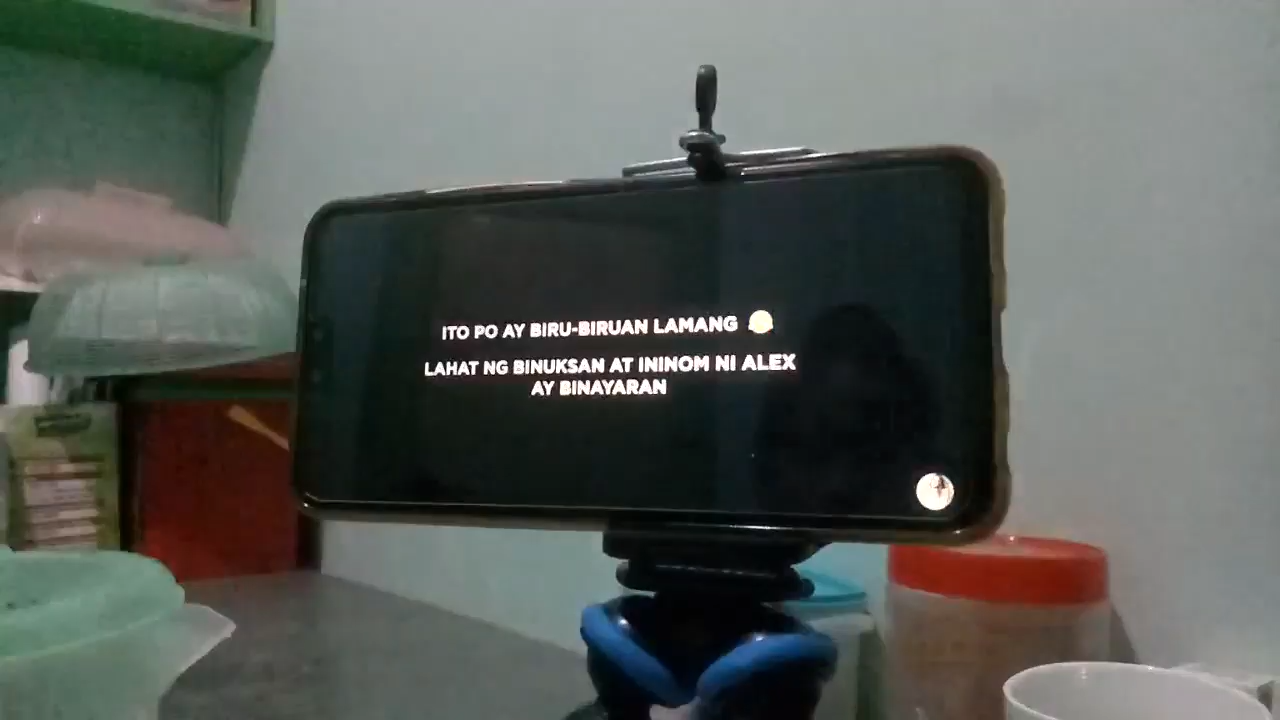 ITO PO AY BIRU-BIRUAN LAMANG
LAHAT NG BINUKSAN AT ININOM NI ALEX
AY BINAYARAN